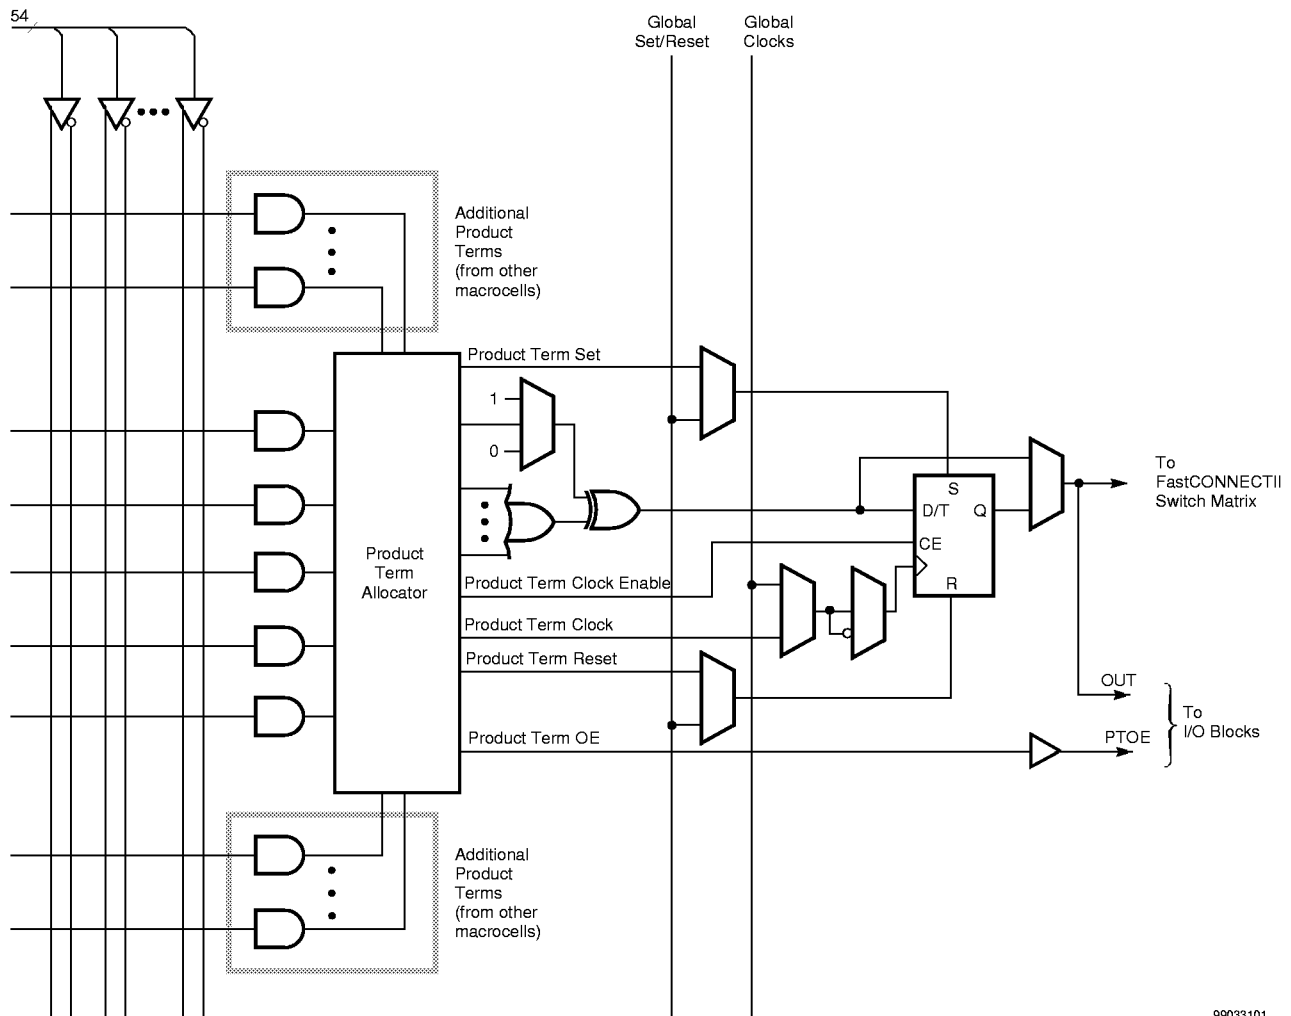 54
Global
Set/Reset
Global
Clocks
Additional
Product
Terms
(from other
macrocells)
Product Term Set
1
0
Product
Term
Allocator
S
D/T
Q
CE
R
To
FastCONNECTII
Switch Matrix
Product Term Clock Enable
Product Term Clock
Product Term Reset
Product Term OE
OUT
PTOE
To
I/O Blocks
Additional
Product
Terms
(from other
macrocells)
99033101